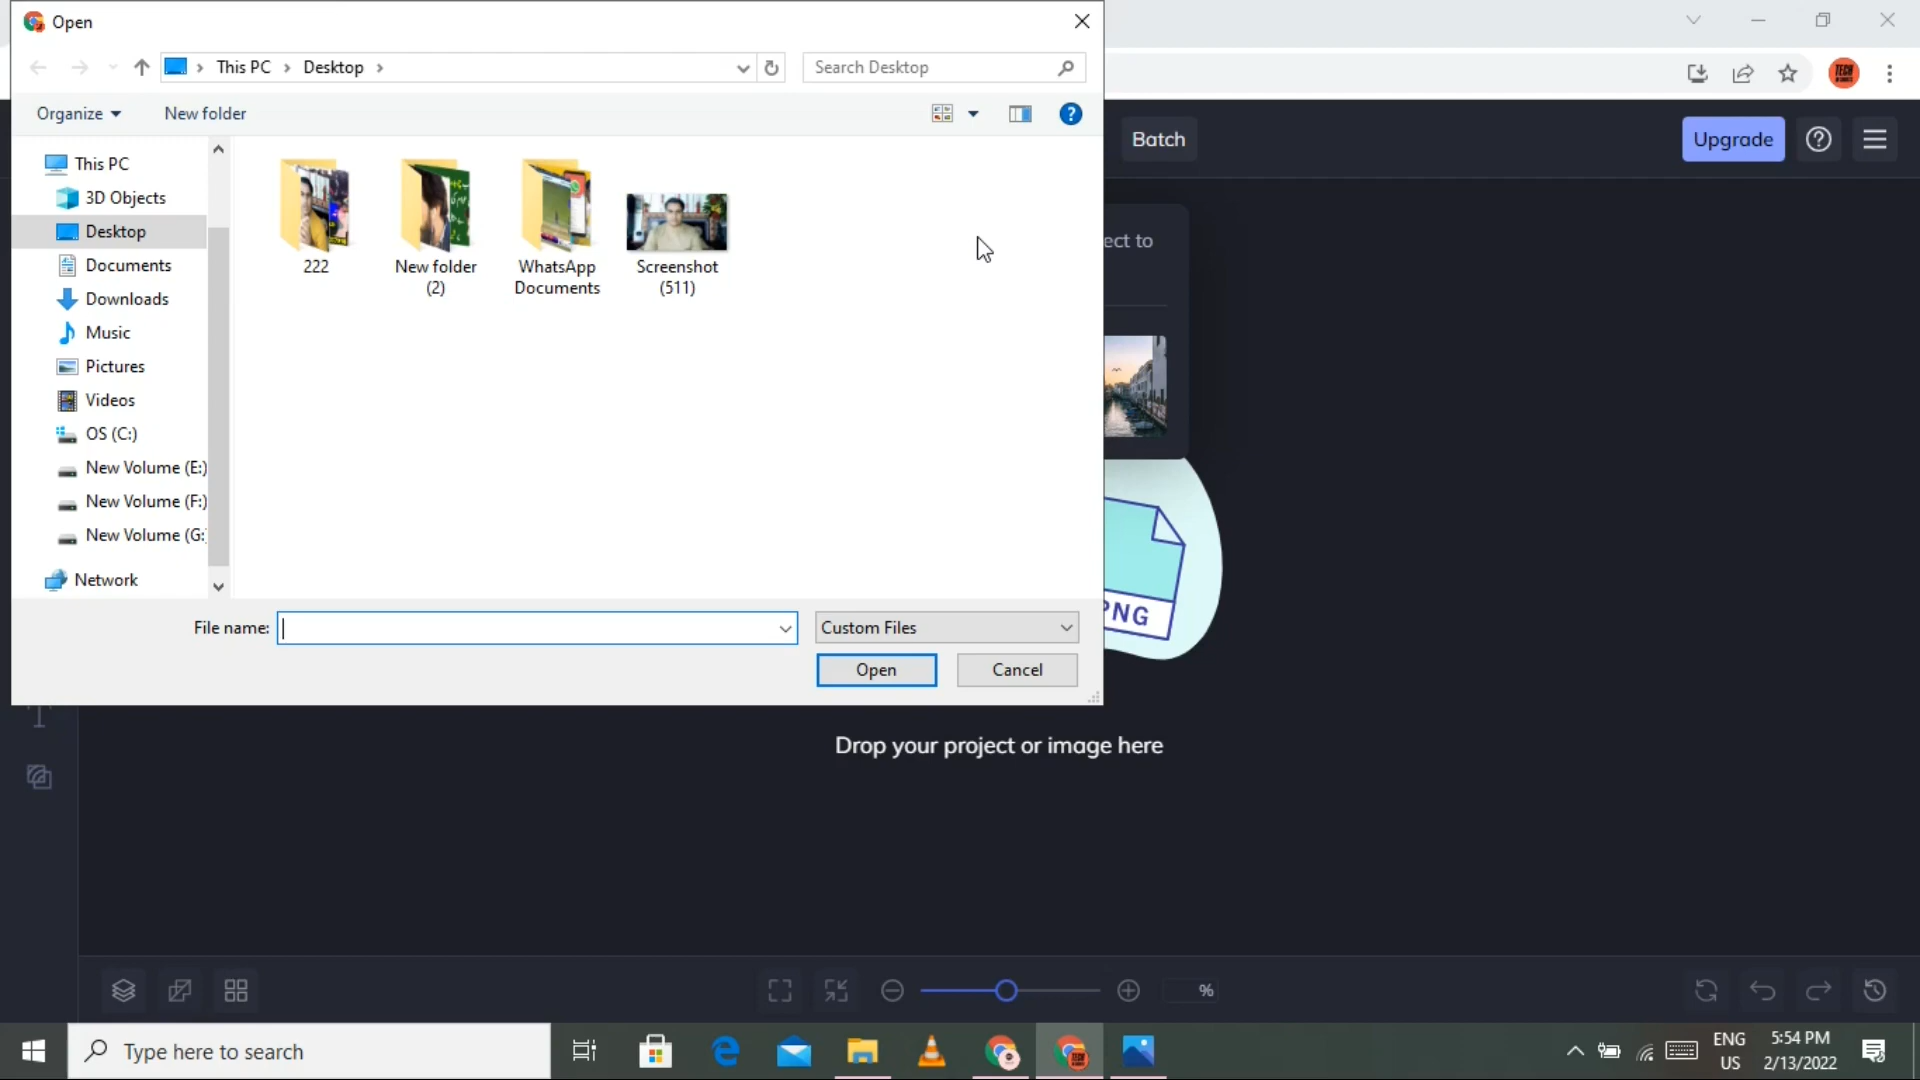 Open
This PC
Desktop
Search Desktop
Organize
New folder
This PC
3D Objects
Desktop
Documents
Downloads
Music
Pictures
Videos
OS (C:)
New Volume (E:)
New Volume (F:)
New Volume (G:
Network
222
New folder
(2)
WhatsApp
Documents
Screenshot
(511)
File name:
Custom Files
Open
Cancel
Batch
Upgrade
ect to
PNG
Drop your project or image here
%
Type here to search
ENG
US
5:54 PM
2/13/2022